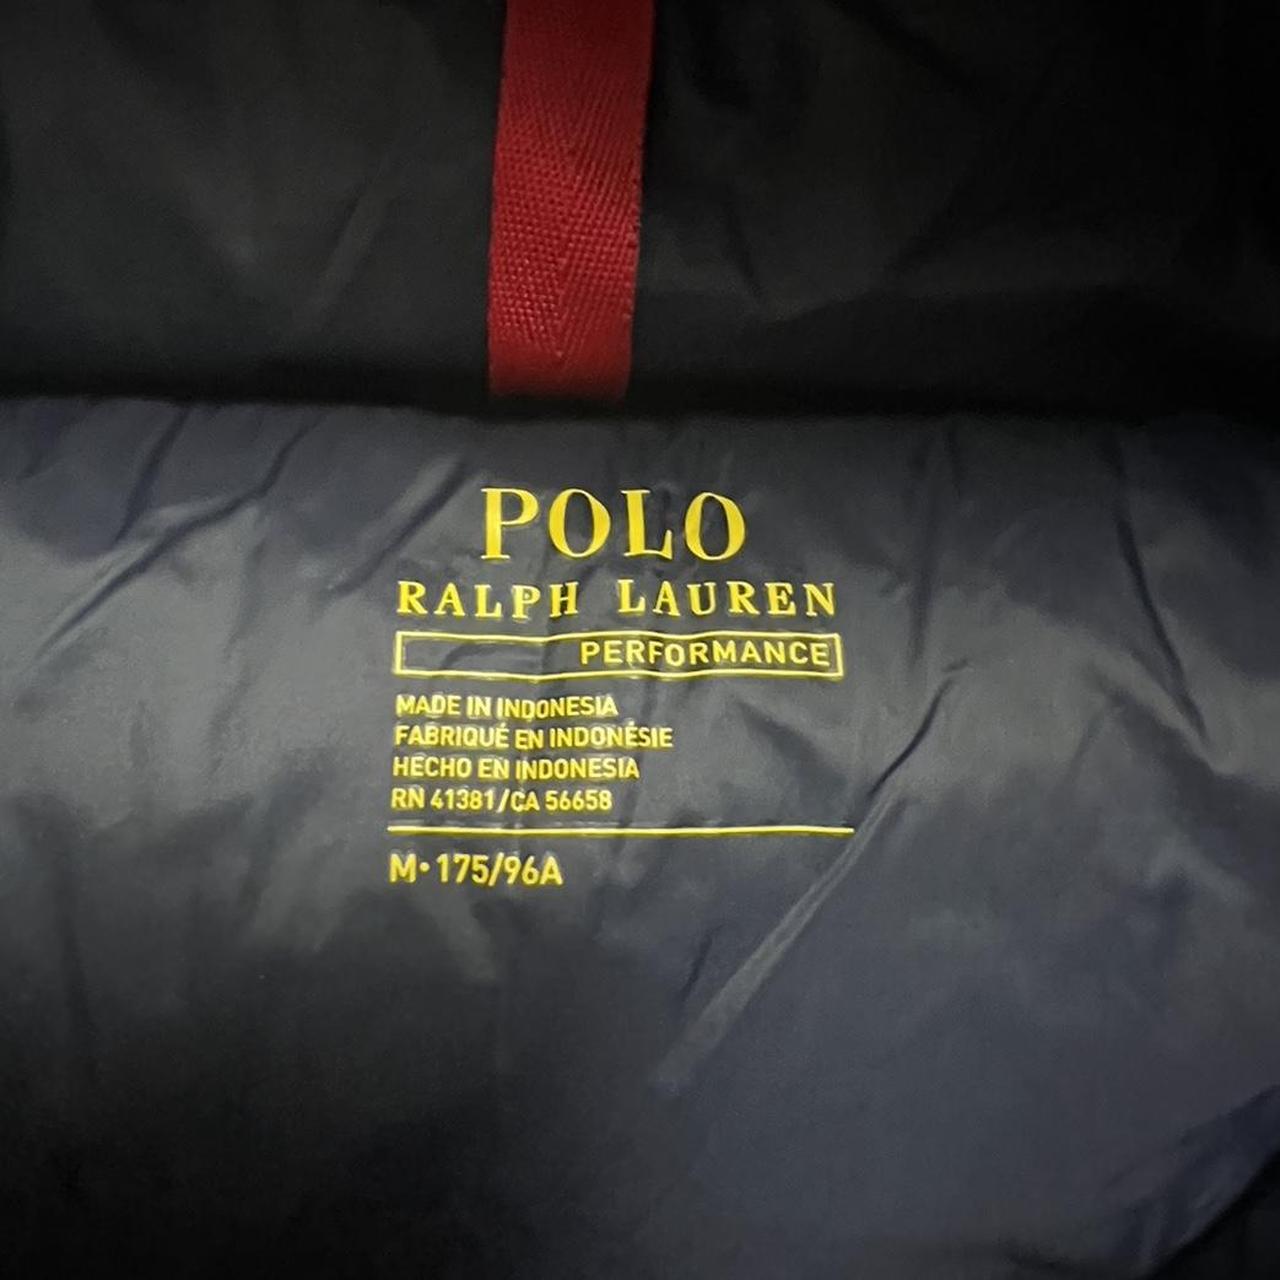 POLO
RALPH LAUREN
PERFORMANCE
MADE IN INDONESIA
FABRIQUÉ EN INDONÉSIE
HECHO EN INDONESIA
RN 41381/CA 56658
M•175/96A